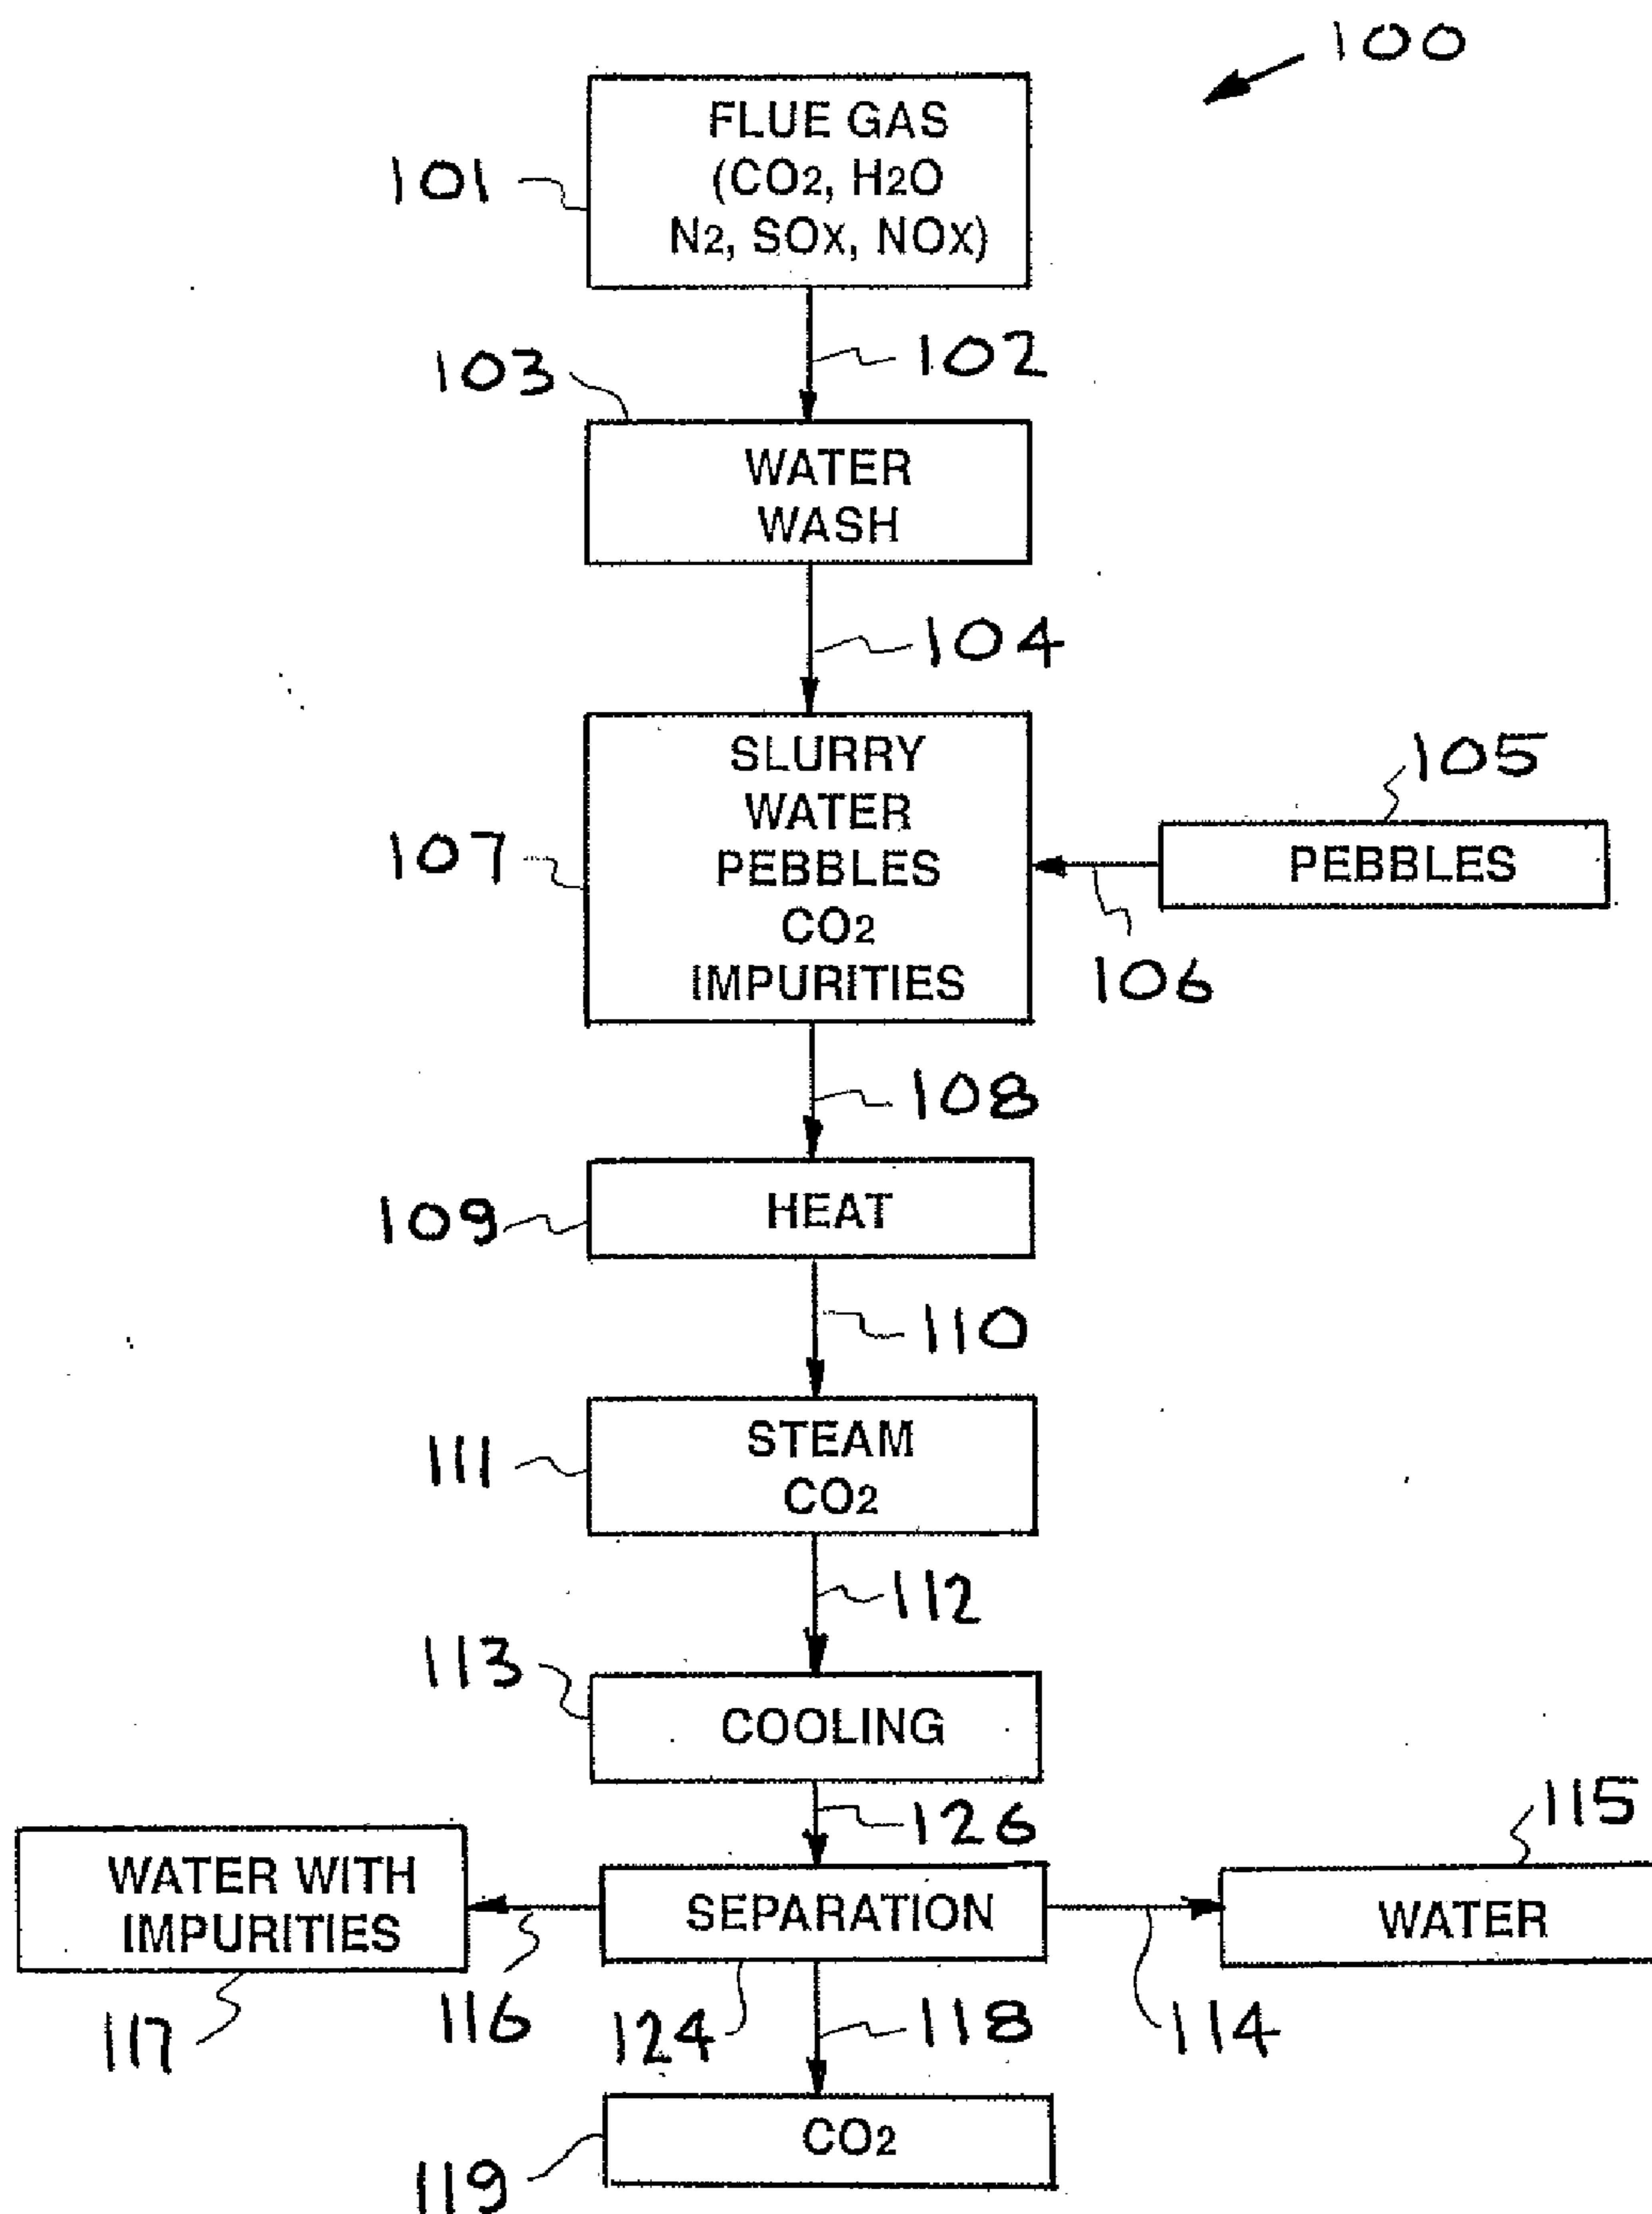 100
FLUE GAS
(CO2, H2O
N2, SOX, NOX)
101
102
103
WATER
WASH
104
SLURRY
WATER
PEBBLES
CO2
IMPURITIES
105
PEBBLES
106
107
108
HEAT
109
110
STEAM
CO2
111
112
113
COOLING
126
115
WATER WITH
IMPURITIES
SEPARATION
WATER
117
116
124
118
114
CO2
119